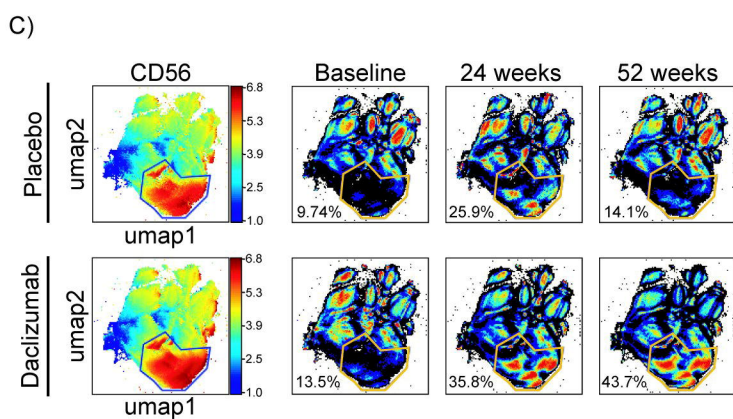 C)
CD56
Baseline
24 weeks
52 weeks
Placebo
umap2
umap1
6.8
5.3
3.9
2.5
1.0
9.74%
25.9%
14.1%
Daclizumab
umap2
umap1
6.8
5.3
3.9
2.5
1.0
13.5%
35.8%
43.7%